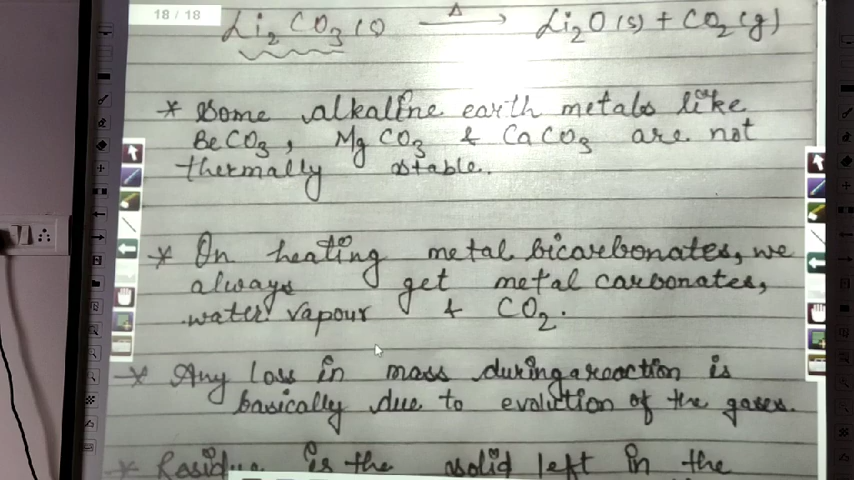 18 / 18
Li₂CO₃(s) —Δ→ Li₂O(s) + CO₂(g)
* Some alkaline earth metals like
BeCO₃, MgCO₃ & CaCO₃ are not
thermally stable.
* On heating metal bicarbonates, we
always get metal carbonates,
water vapour & CO₂.
* Any loss in mass during a reaction is
basically due to evolution of the gases.
* Residue is the solid left in the